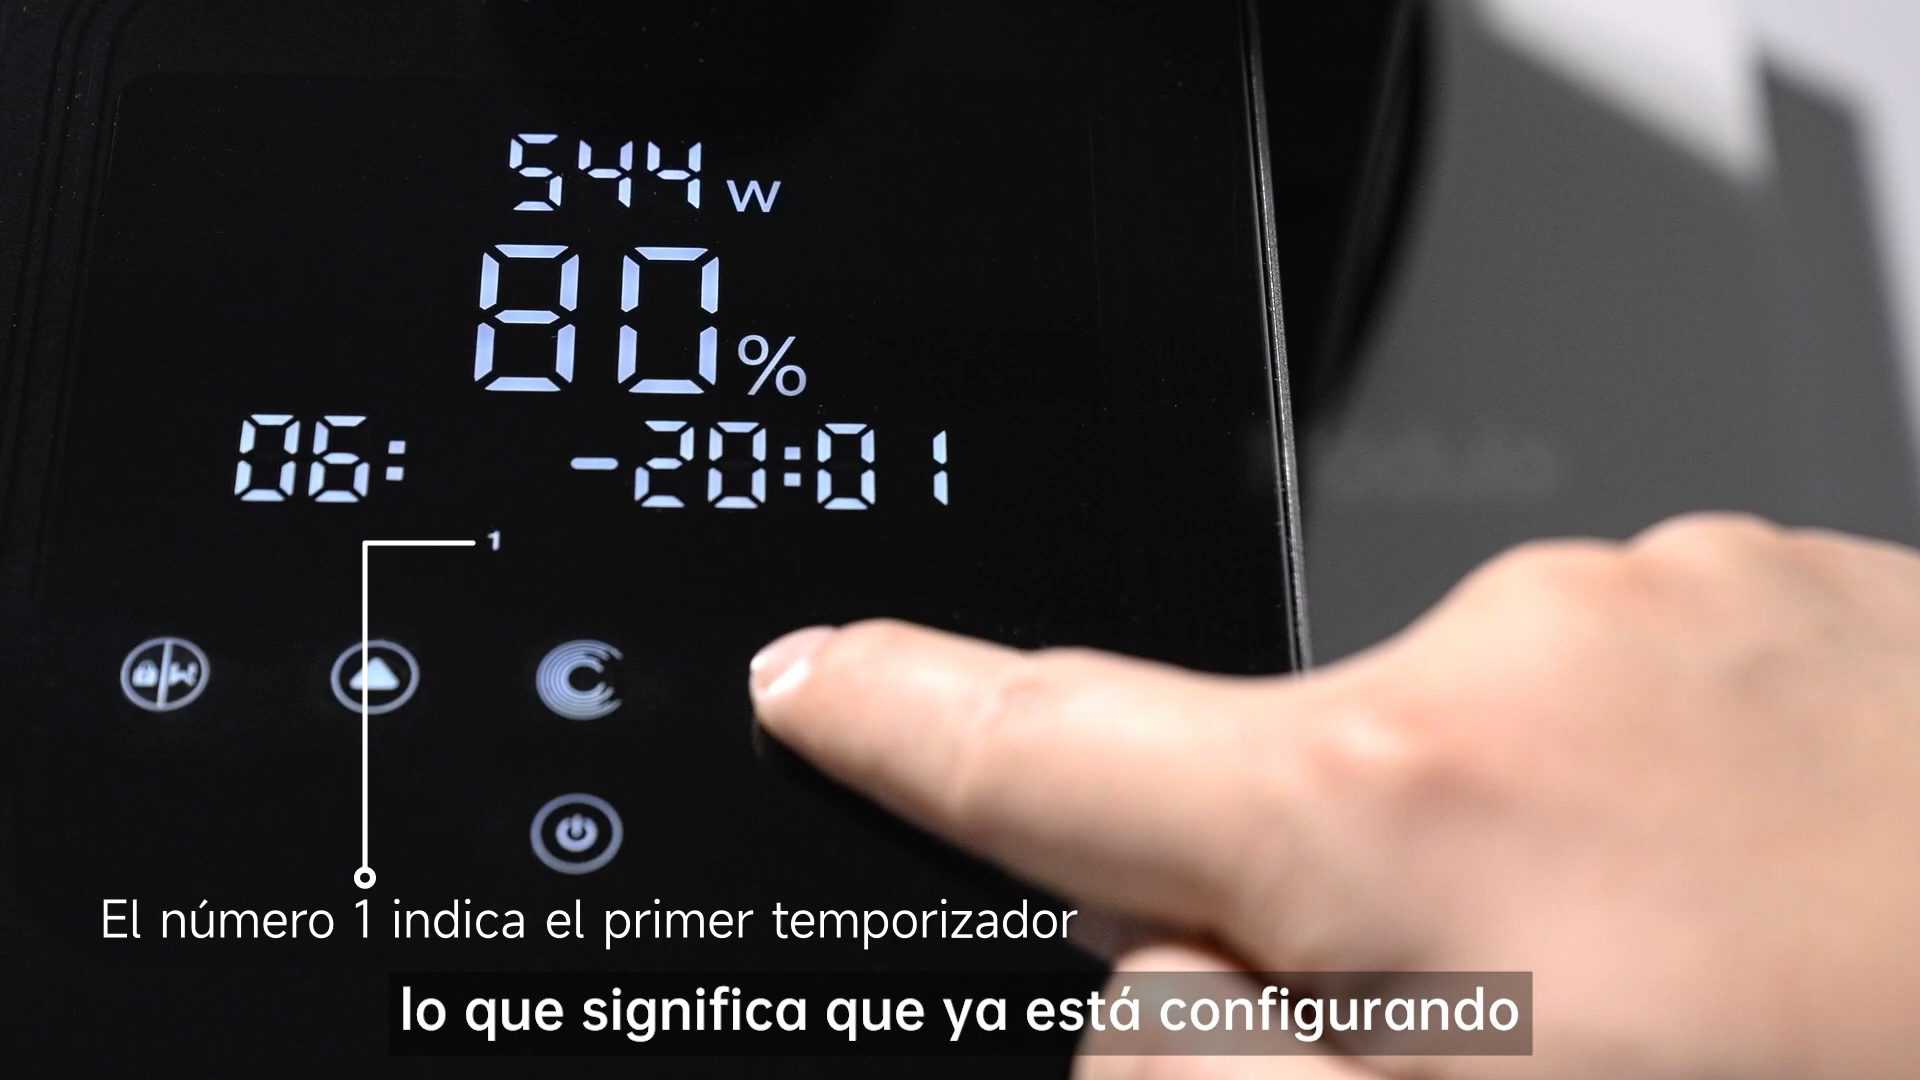 544 W
80 %
06: -20:01
1
El número 1 indica el primer temporizador
lo que significa que ya está configurando